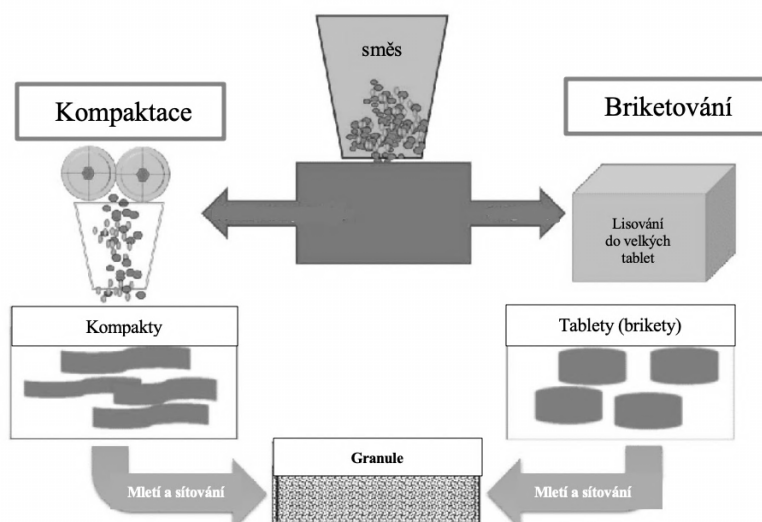 směs
Kompaktace
Briketování
Lisování
do velkých
tablet
Kompakty
Tablety (brikety)
Granule
Mletí a sítování
Mletí a sítování